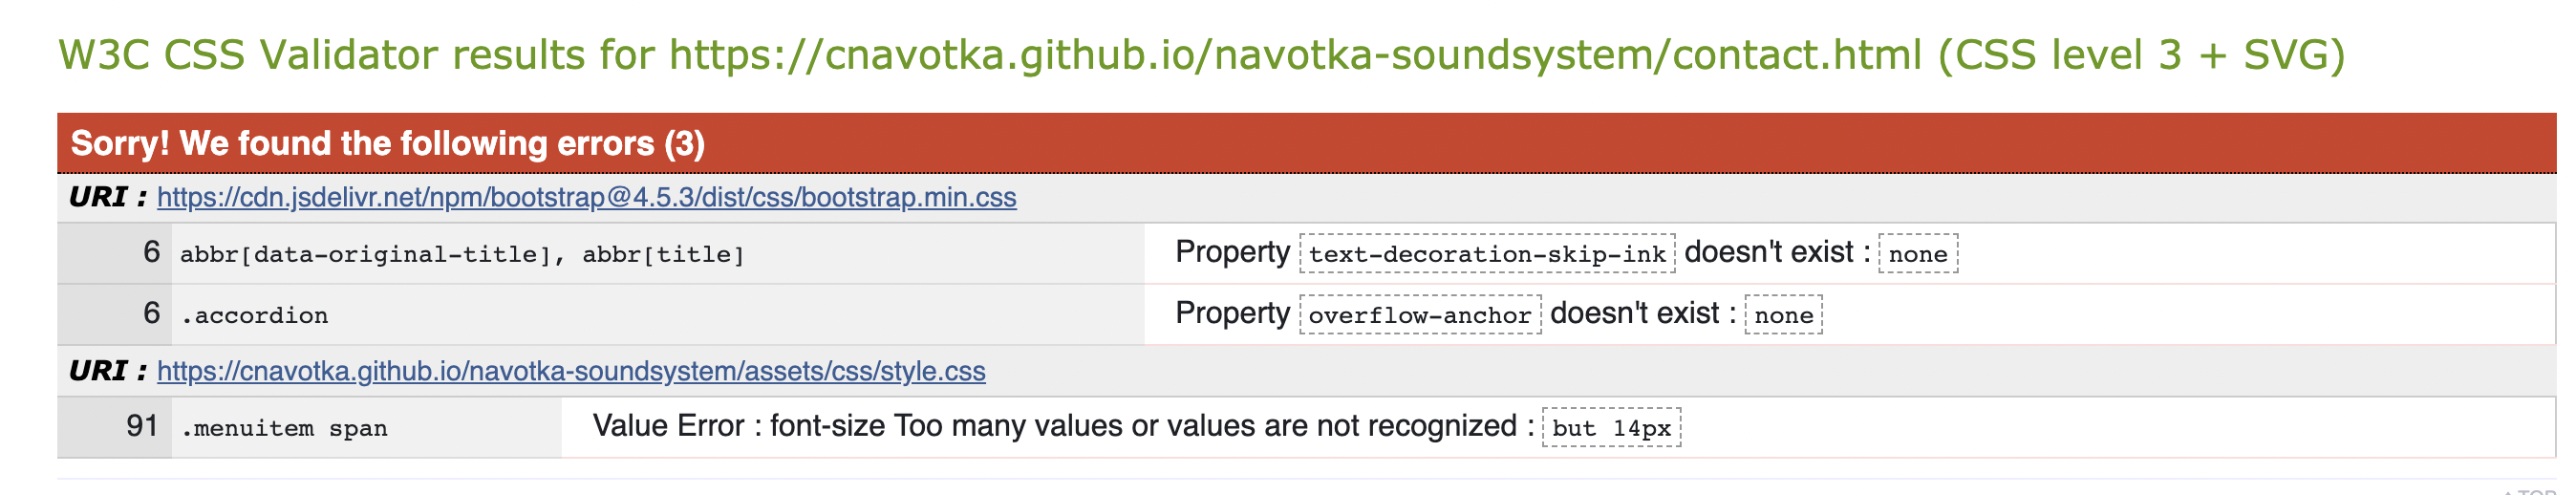 W3C CSS Validator results for https://cnavotka.github.io/navotka-soundsystem/contact.html (CSS level 3 + SVG)
Sorry! We found the following errors (3)
URI : https://cdn.jsdelivr.net/npm/bootstrap@4.5.3/dist/css/bootstrap.min.css
6 abbr[data-original-title], abbr[title] Property text-decoration-skip-ink doesn't exist : none
6 .accordion Property overflow-anchor doesn't exist : none
URI : https://cnavotka.github.io/navotka-soundsystem/assets/css/style.css
91 .menuitem span Value Error : font-size Too many values or values are not recognized : but 14px